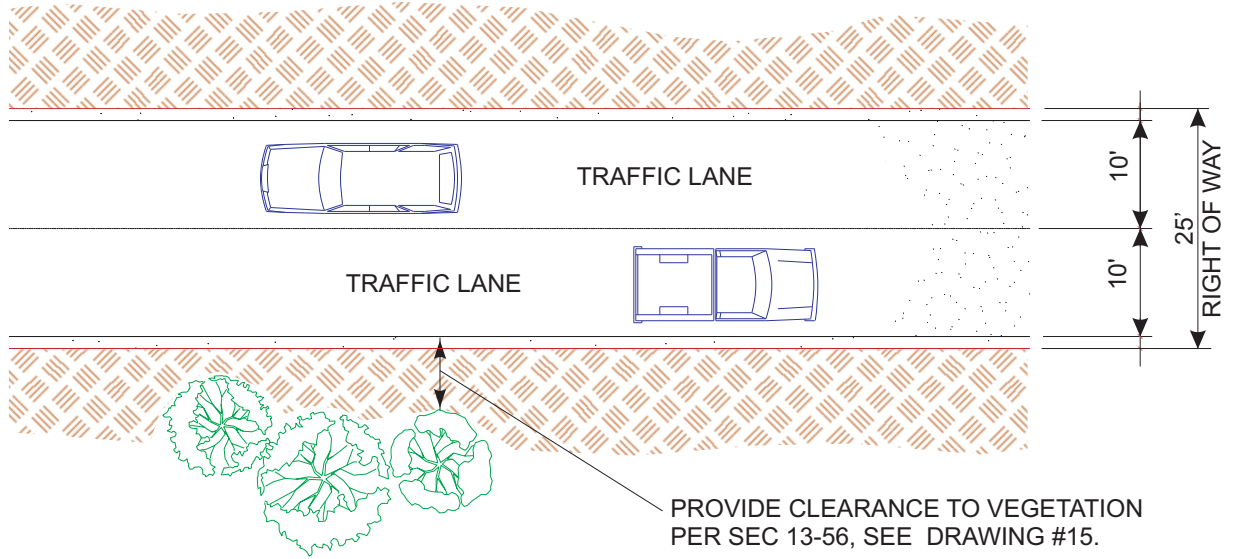 TRAFFIC LANE
TRAFFIC LANE
10'
10'
25'
RIGHT OF WAY
PROVIDE CLEARANCE TO VEGETATION
PER SEC 13-56, SEE DRAWING #15.